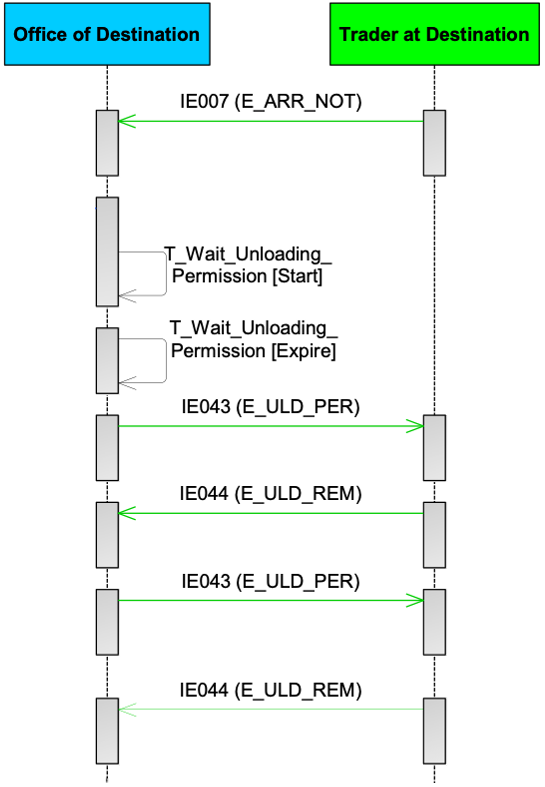 Office of Destination
Trader at Destination
IE007 (E_ARR_NOT)
T_Wait_Unloading_
Permission [Start]
T_Wait_Unloading_
Permission [Expire]
IE043 (E_ULD_PER)
IE044 (E_ULD_REM)
IE043 (E_ULD_PER)
IE044 (E_ULD_REM)